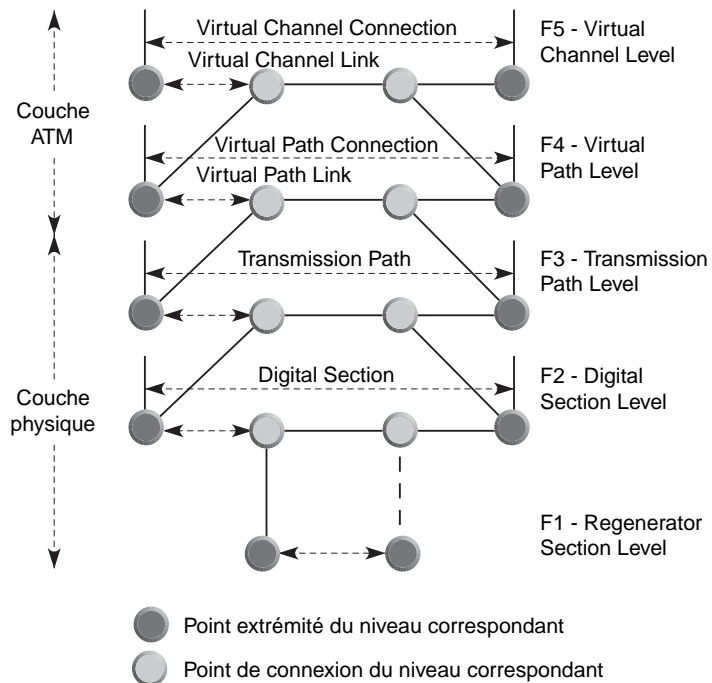 Virtual Channel Connection
F5 - Virtual
Channel Level
Virtual Channel Link
Couche
ATM
Virtual Path Connection
F4 - Virtual
Path Level
Virtual Path Link
Transmission Path
F3 - Transmission
Path Level
Couche
physique
Digital Section
F2 - Digital
Section Level
F1 - Regenerator
Section Level
Point extrémité du niveau correspondant
Point de connexion du niveau correspondant